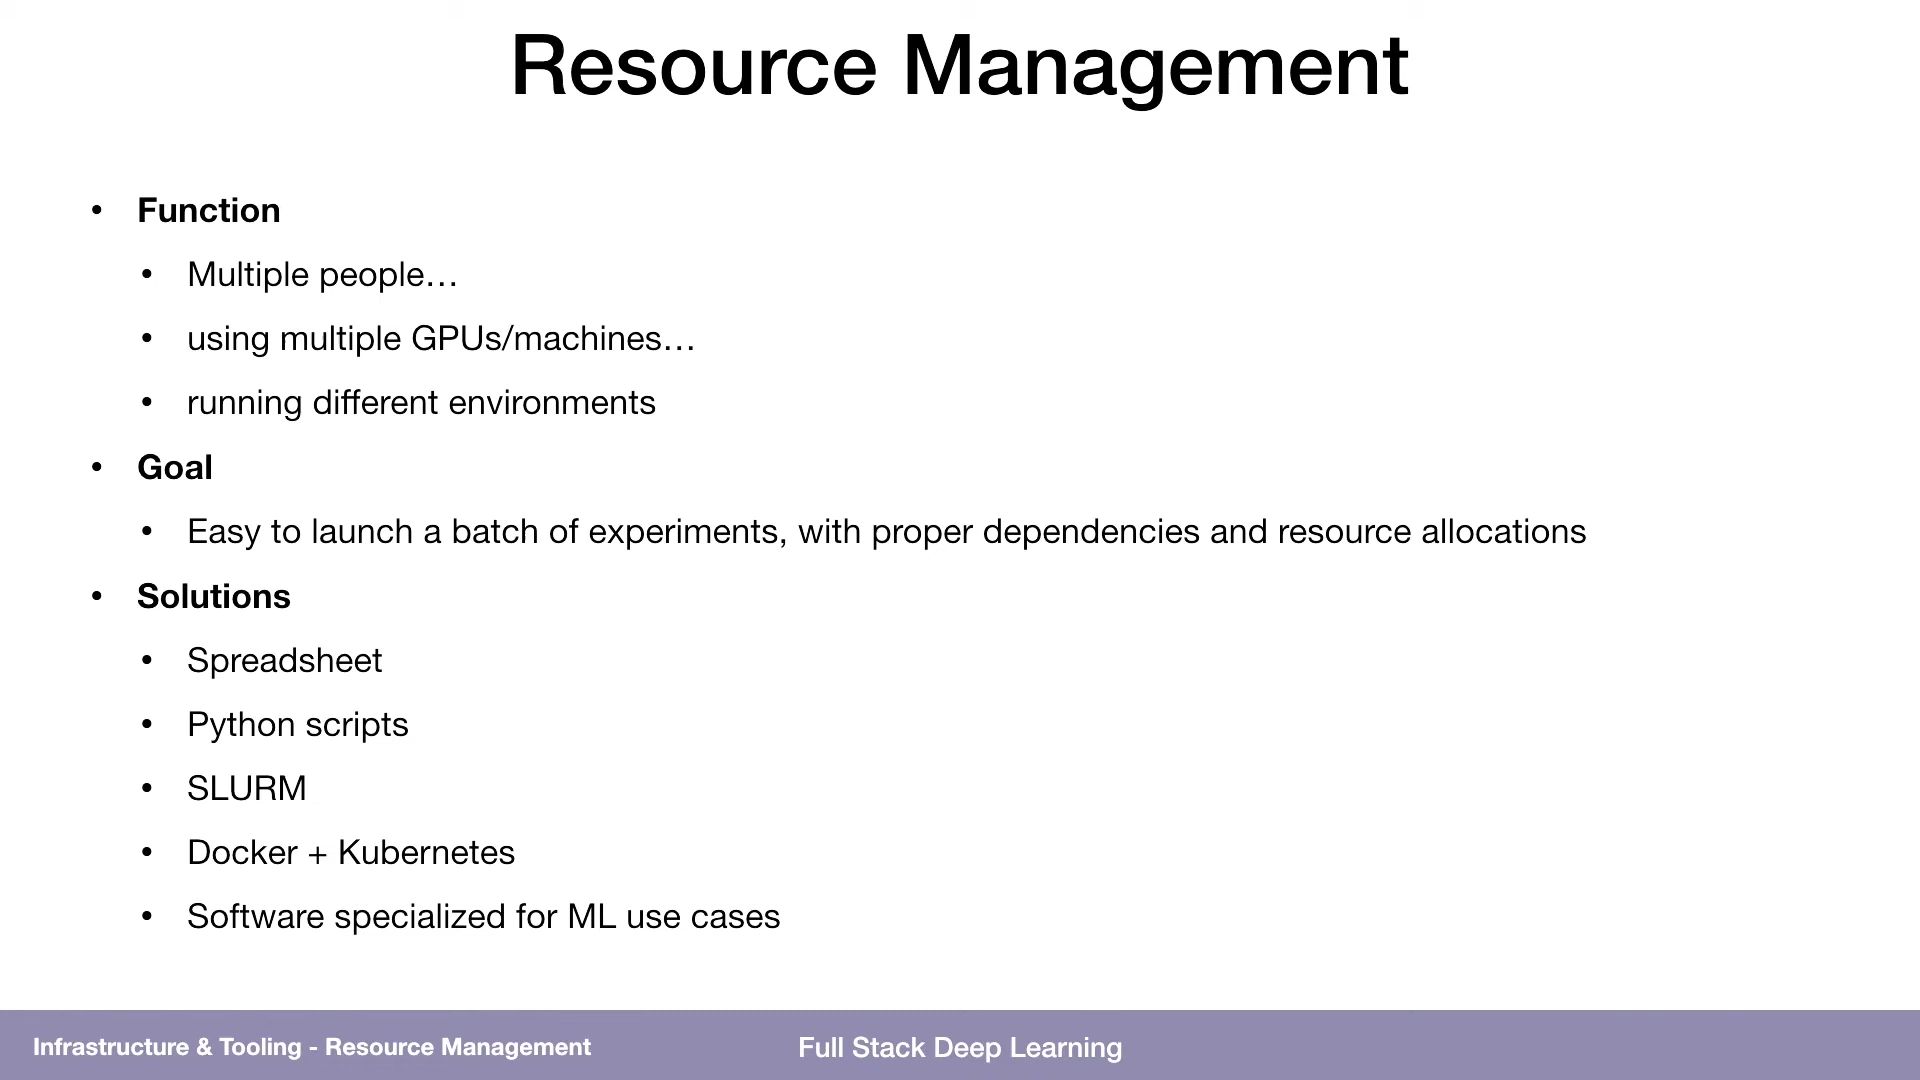 Resource Management
• Function
• Multiple people…
• using multiple GPUs/machines…
• running different environments
• Goal
• Easy to launch a batch of experiments, with proper dependencies and resource allocations
• Solutions
• Spreadsheet
• Python scripts
• SLURM
• Docker + Kubernetes
• Software specialized for ML use cases
Infrastructure & Tooling - Resource Management
Full Stack Deep Learning